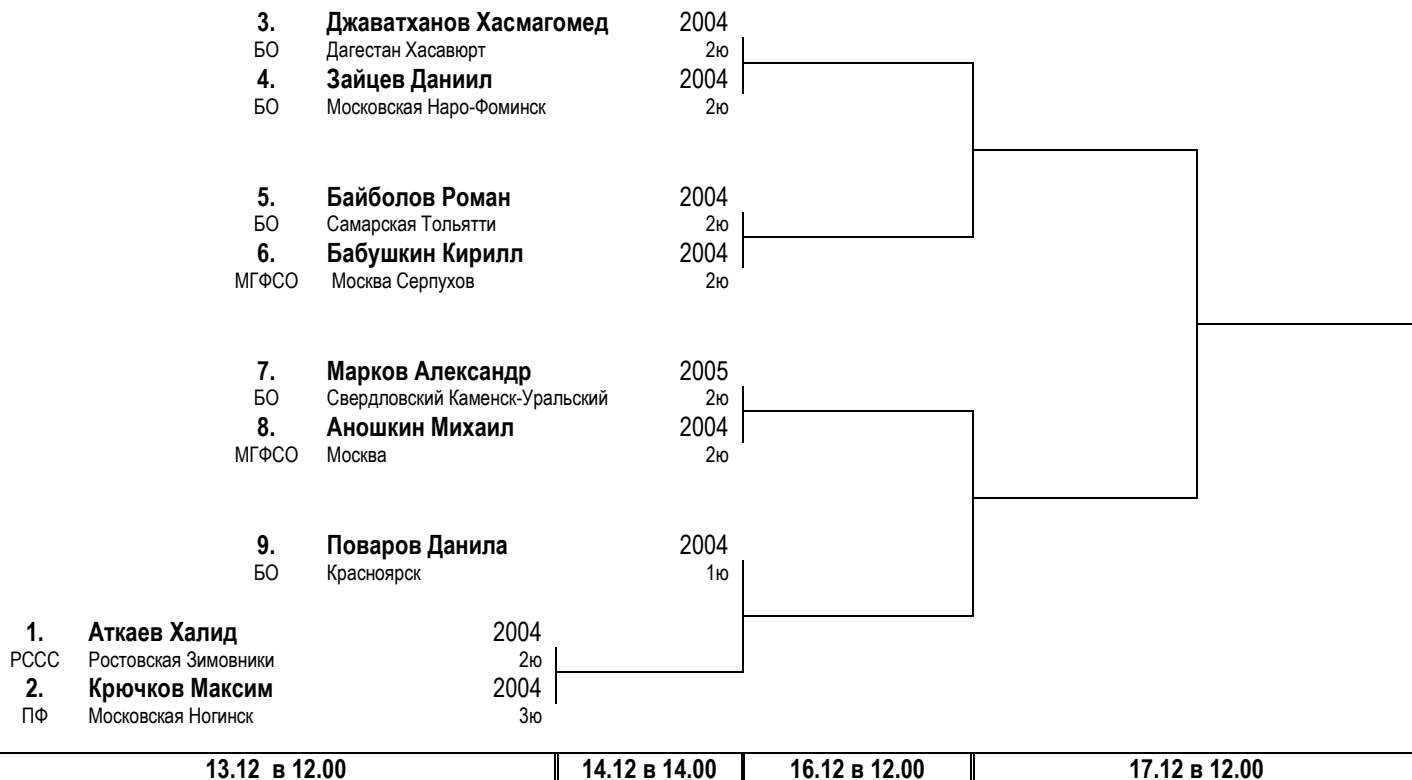 3. Джаватханов Хасмагомед 2004
БО Дагестан Хасавюрт 2ю
4. Зайцев Даниил 2004
БО Московская Наро-Фоминск 2ю
5. Байболов Роман 2004
БО Самарская Тольятти 2ю
6. Бабушкин Кирилл 2004
МГФСО Москва Серпухов 2ю
7. Марков Александр 2005
БО Свердловский Каменск-Уральский 2ю
8. Аношкин Михаил 2004
МГФСО Москва 2ю
9. Поваров Данила 2004
БО Красноярск 1ю
1. Аткаев Халид 2004
РССС Ростовская Зимовники 2ю
2. Крючков Максим 2004
ПФ Московская Ногинск 3ю
13.12 в 12.00 14.12 в 14.00 16.12 в 12.00 17.12 в 12.00